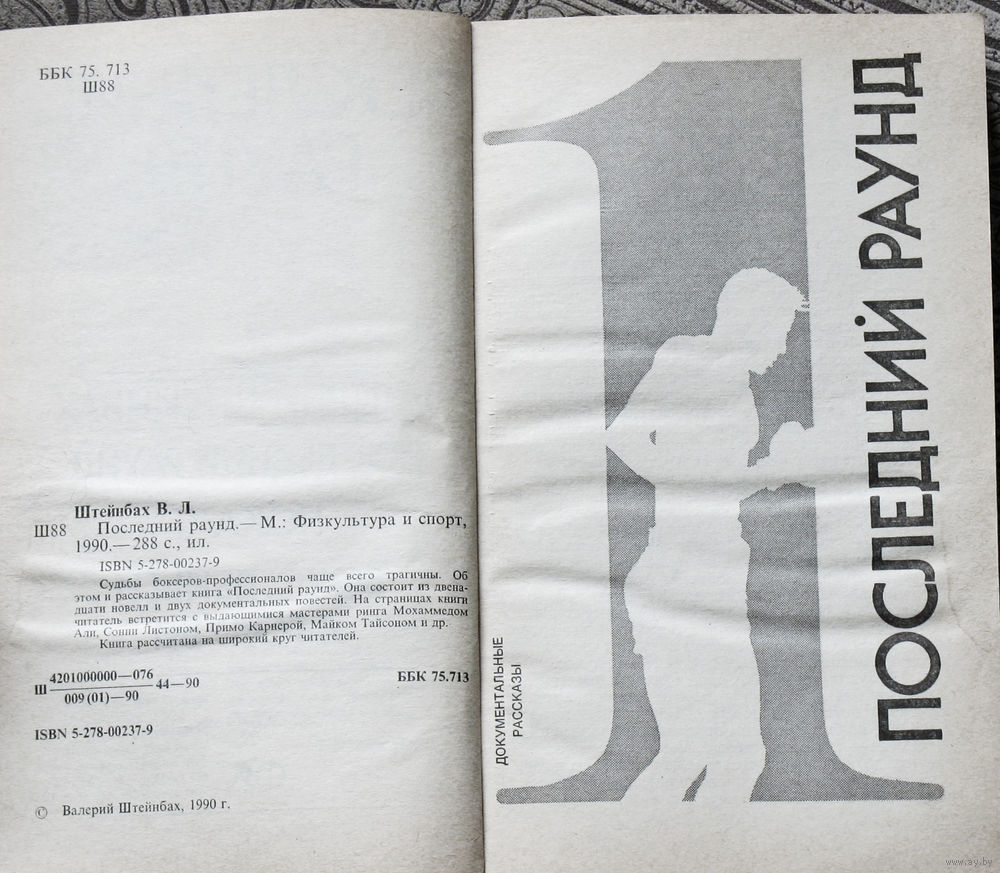 ББК 75. 713
Ш88
Штейнбах В. Л.
Ш88 Последний раунд.— М.: Физкультура и спорт,
1990.— 288 с., ил.
ISBN 5-278-00237-9
Судьбы боксеров-профессионалов чаще всего трагичны. Об
этом и рассказывает книга «Последний раунд». Она состоит из двена-
дцати новелл и двух документальных повестей. На страницах книги
читатель встретится с выдающимися мастерами ринга Мохаммедом
Али, Сонни Листоном, Примо Карнерой, Майком Тайсоном и др.
Книга рассчитана на широкий круг читателей.
Ш 4201000000—076
009(01)—90 44—90
ББК 75.713
ISBN 5-278-00237-9
© Валерий Штейнбах, 1990 г.
ДОКУМЕНТАЛЬНЫЕ
РАССКАЗЫ
ПОСЛЕДНИЙ РАУНД
www.ay.by